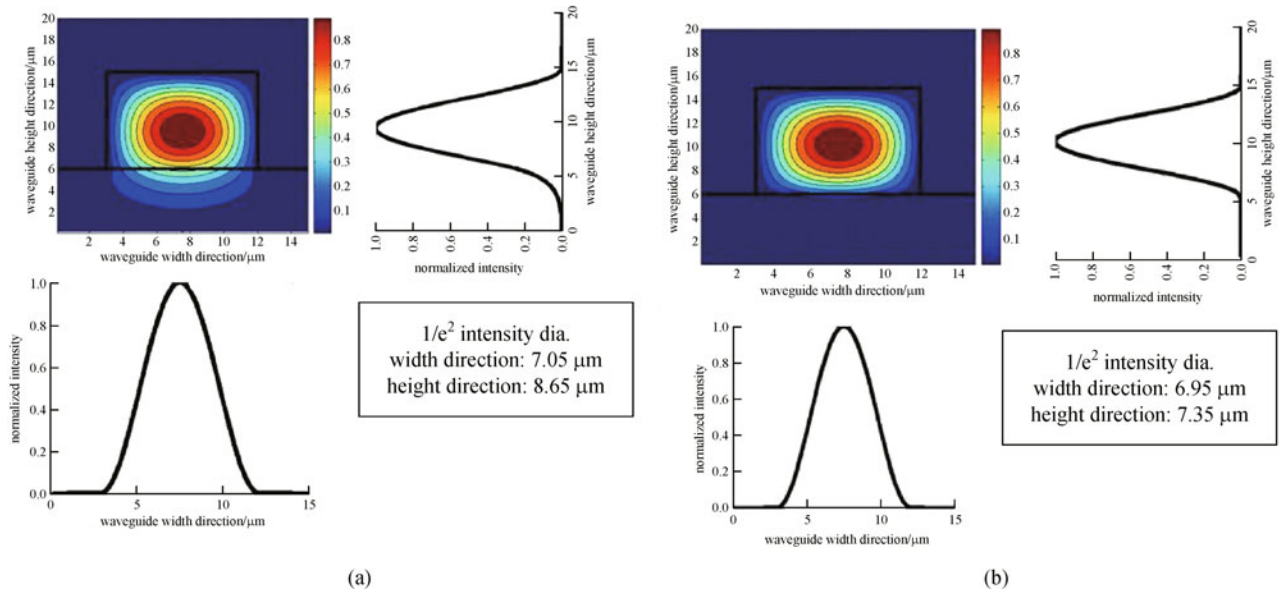 20
18
16
14
12
10
8
6
4
2
waveguide height direction/μm
2 4 6 8 10 12 14
waveguide width direction/μm
0.8
0.7
0.6
0.5
0.4
0.3
0.2
0.1
20
15
10
5
0
waveguide height direction/μm
1.0 0.8 0.6 0.4 0.2 0.0
normalized intensity
1.0
0.8
0.6
0.4
0.2
0.0
normalized intensity
0 5 10 15
waveguide width direction/μm
1/e² intensity dia.
width direction: 7.05 μm
height direction: 8.65 μm
(a)
20
18
16
14
12
10
8
6
4
2
waveguide height direction/μm
2 4 6 8 10 12 14
waveguide width direction/μm
0.8
0.7
0.6
0.5
0.4
0.3
0.2
0.1
20
15
10
5
0
waveguide height direction/μm
1.0 0.8 0.6 0.4 0.2 0.0
normalized intensity
1.0
0.8
0.6
0.4
0.2
0.0
normalized intensity
0 5 10 15
waveguide width direction/μm
1/e² intensity dia.
width direction: 6.95 μm
height direction: 7.35 μm
(b)